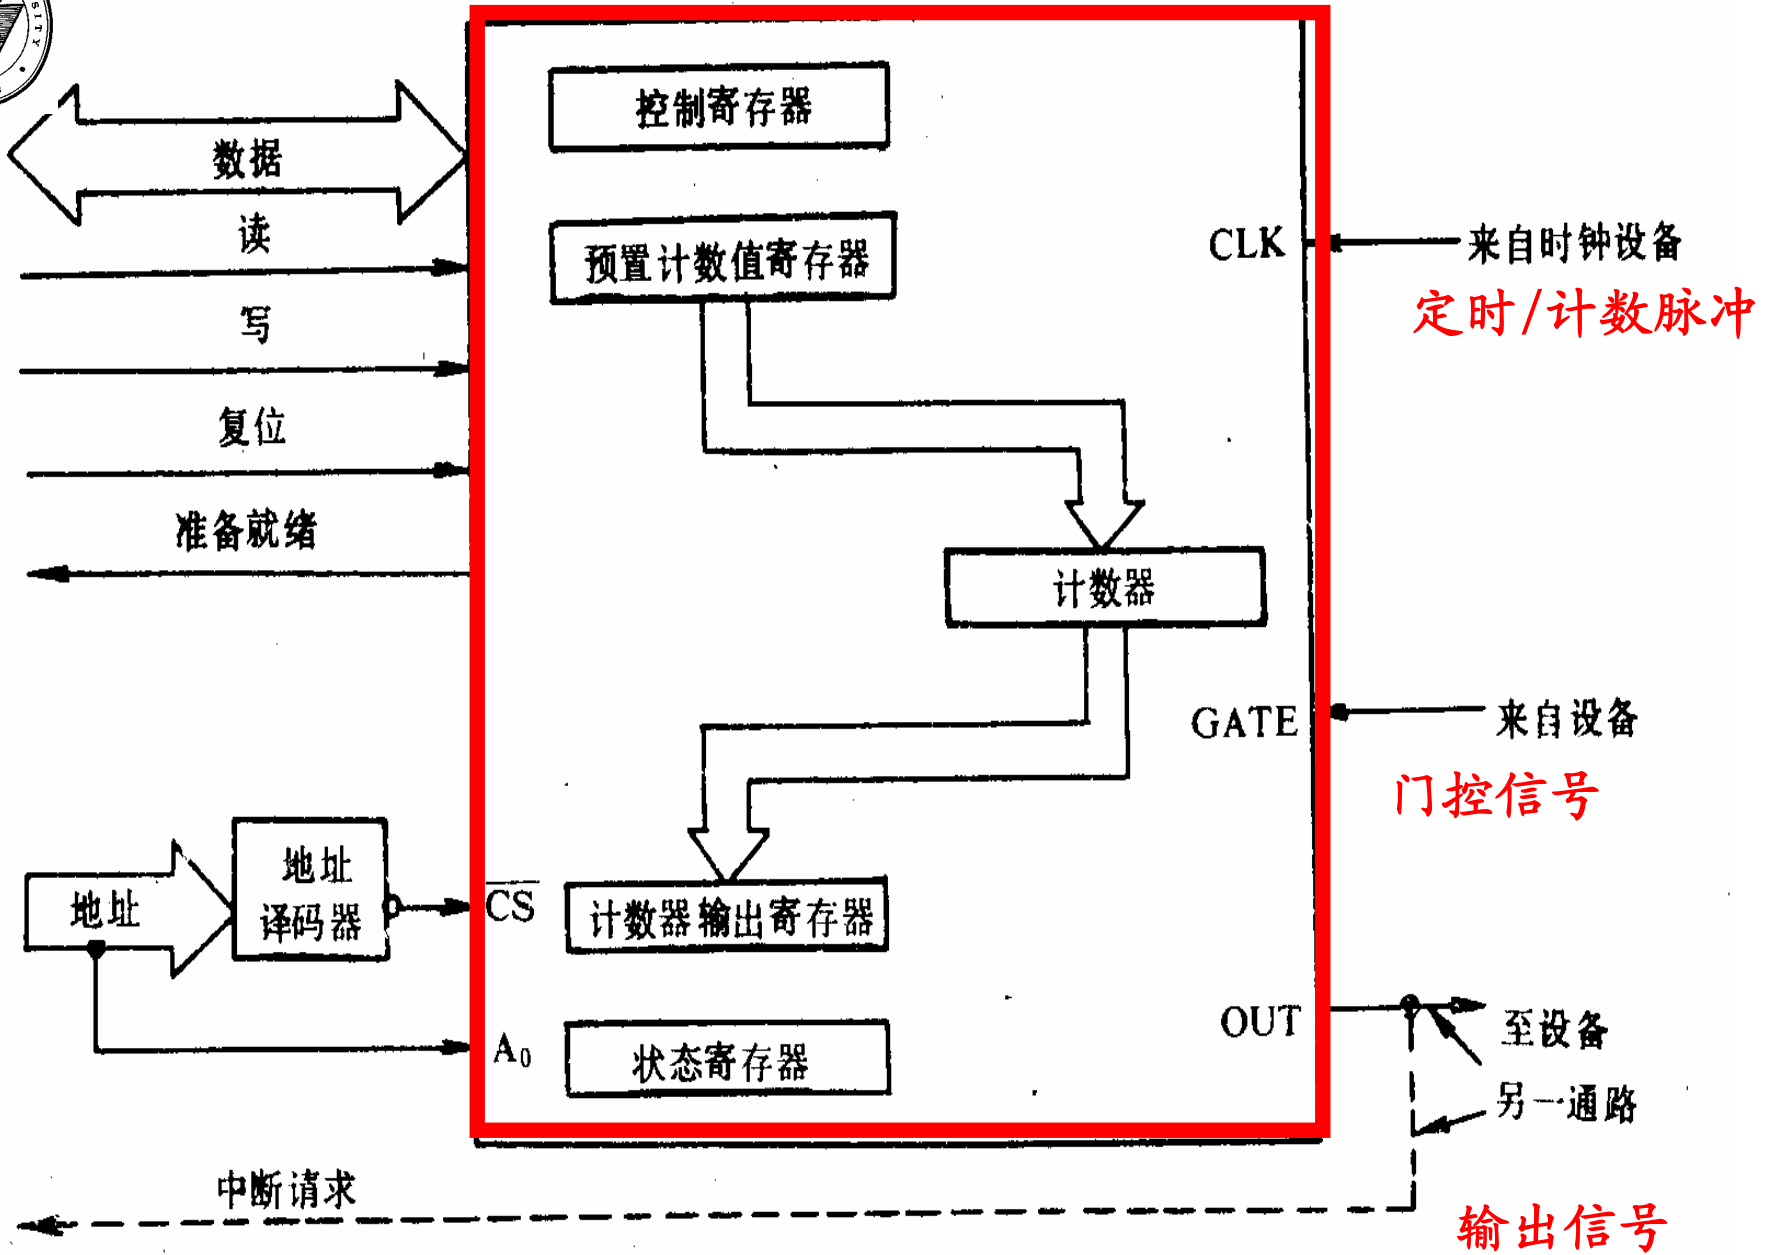 控制寄存器
数据
读
预置计数值寄存器
CLK
来自时钟设备
定时/计数脉冲
写
复位
准备就绪
计数器
GATE
来自设备
门控信号
地址
地址
译码器
CS
计数器输出寄存器
A0
状态寄存器
OUT
至设备
另一通路
中断请求
输出信号